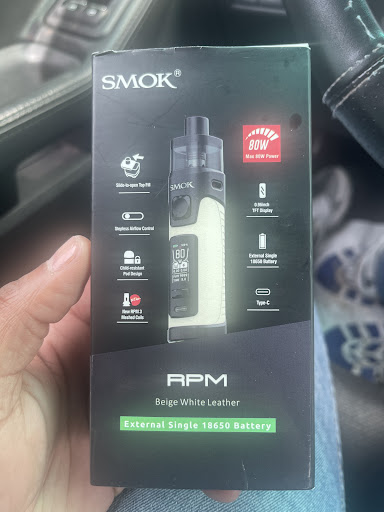 SMOK®
80W
Max 80W Power
Slide-to-open Top Fill
0.96inch
TFT Display
SMOK
Stepless Airflow Control
80
External Single
18650 Battery
Child-resistant
Pod Design
Type-C
New RPM 3
Meshed Coils
RPM
Beige White Leather
External Single 18650 Battery